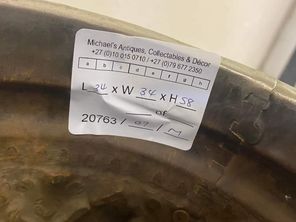 Michael's Antiques, Collectables & Décor
+27 (0)10 015 0710 / +27 (0)79 877 2350
a b c d e f g h
L 34 x W 34 x H 58
of
20763 / 07 / M